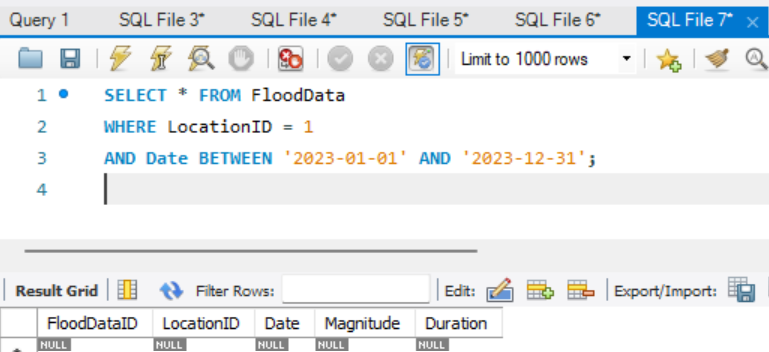 Query 1 SQL File 3* SQL File 4* SQL File 5* SQL File 6* SQL File 7* ×
Limit to 1000 rows
1 SELECT * FROM FloodData
2 WHERE LocationID = 1
3 AND Date BETWEEN '2023-01-01' AND '2023-12-31';
4
Result Grid Filter Rows: Edit: Export/Import:
FloodDataID LocationID Date Magnitude Duration
* NULL NULL NULL NULL NULL